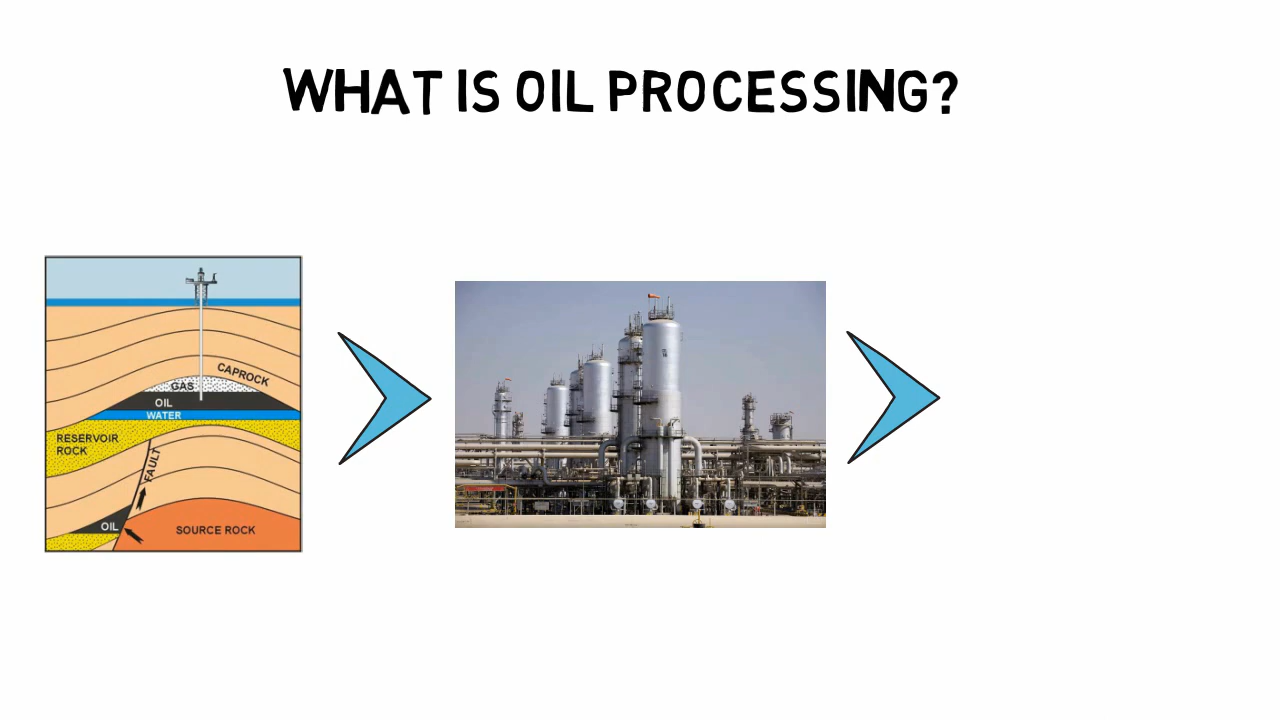 WHAT IS OIL PROCESSING?
GAS
CAPROCK
OIL
WATER
RESERVOIR
ROCK
FAULT
OIL
SOURCE ROCK